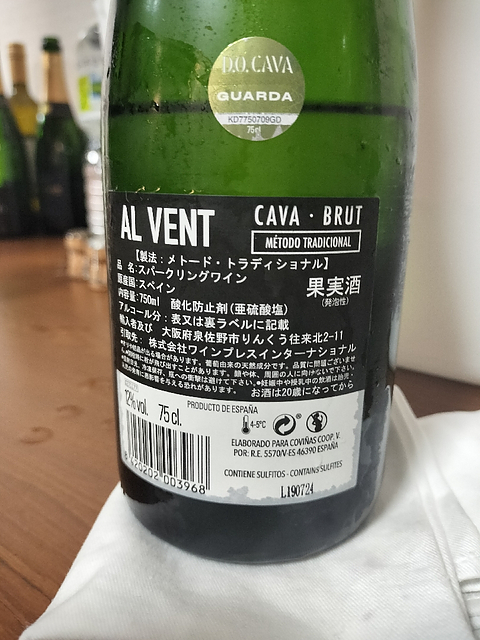 D.O. CAVA
GUARDA
KD7750709GD
75cl
AL VENT
CAVA · BRUT
MÉTODO TRADICIONAL
【製法：メトード・トラディショナル】
品 名：スパークリングワイン
原産国：スペイン
果実酒
（発泡性）
内容量：750ml 酸化防止剤（亜硫酸塩）
アルコール分：表又は裏ラベルに記載
輸入者及び 大阪府泉佐野市りんくう往来北2-11
引取先： 株式会社ワインプレスインターナショナル
お酒は20歳になってから
PRODUCTO DE ESPAÑA
12% vol. 75 cl.
4-5ºC
ELABORADO PARA COVIÑAS COOP. V.
POR: R.E. 5570/V-ES 46390 ESPAÑA
CONTIENE SULFITOS - CONTAINS SULFITES
8 420202 003968
L190724